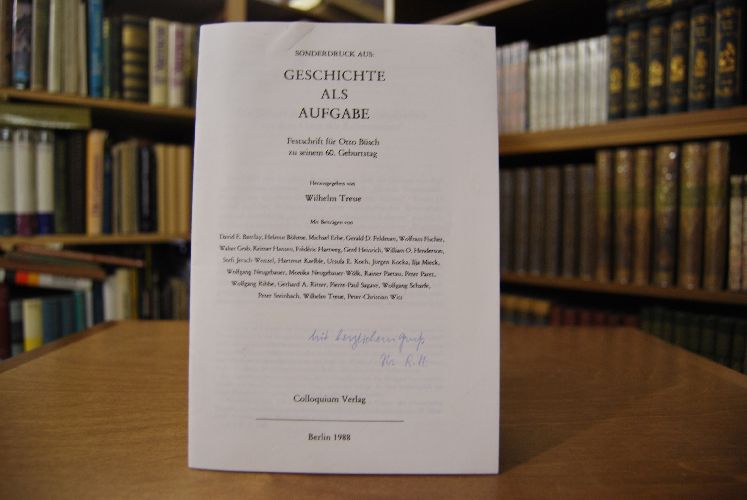 SONDERDRUCK AUS:
GESCHICHTE
ALS
AUFGABE
Festschrift für Otto Büsch
zu seinem 60. Geburtstag
Herausgegeben von
Wilhelm Treue
Mit Beiträgen von
David E. Barclay, Helmut Böhme, Michael Erbe, Gerald D. Feldman, Wolfram Fischer,
Walter Grab, Reimer Hansen, Frédéric Hartweg, Gerd Heinrich, William O. Henderson,
Stefi Jersch-Wenzel, Hartmut Kaelble, Ursula E. Koch, Jürgen Kocka, Ilja Mieck,
Wolfgang Neugebauer, Monika Neugebauer-Wölk, Rainer Paetau, Peter Paret,
Wolfgang Ribbe, Gerhard A. Ritter, Pierre-Paul Sagave, Wolfgang Scharfe,
Peter Steinbach, Wilhelm Treue, Peter-Christian Witt
Mit herzlichem Gruß
Ihr R. H.
Colloquium Verlag
Berlin 1988